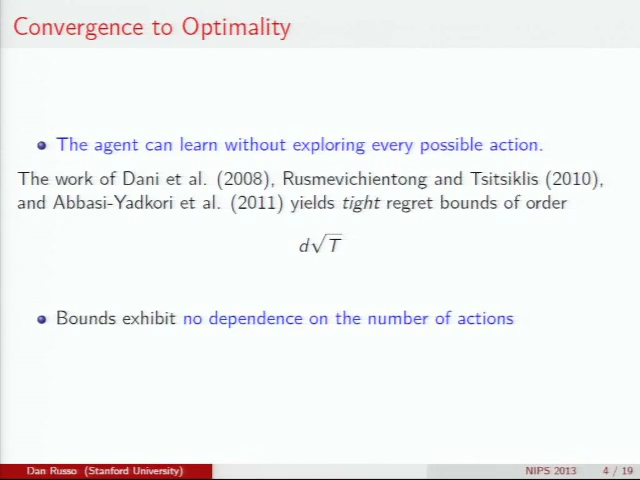 Convergence to Optimality
The agent can learn without exploring every possible action.
The work of Dani et al. (2008), Rusmevichientong and Tsitsiklis (2010),
and Abbasi-Yadkori et al. (2011) yields tight regret bounds of order
d√T
Bounds exhibit no dependence on the number of actions
Dan Russo (Stanford University) NIPS 2013 4 / 19